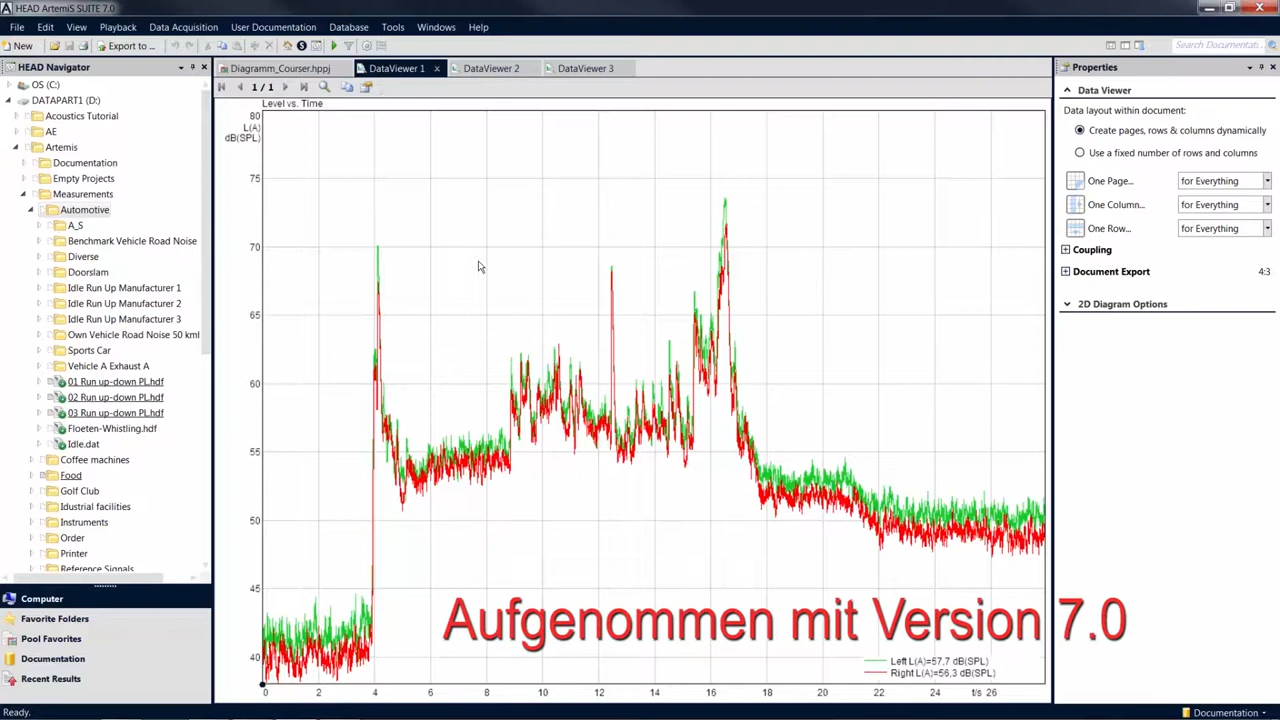 HEAD ArtemiS SUITE 7.0
File Edit View Playback Data Acquisition User Documentation Database Tools Windows Help
New Export to ... Search Documentati...
HEAD Navigator
OS (C:)
DATAPART1 (D:)
Acoustics Tutorial
AE
Artemis
Documentation
Empty Projects
Measurements
Automotive
A_S
Benchmark Vehicle Road Noise
Diverse
Doorslam
Idle Run Up Manufacturer 1
Idle Run Up Manufacturer 2
Idle Run Up Manufacturer 3
Own Vehicle Road Noise 50 kml
Sports Car
Vehicle A Exhaust A
01 Run up-down PL.hdf
02 Run up-down PL.hdf
03 Run up-down PL.hdf
Floeten-Whistling.hdf
Idle.dat
Coffee machines
Food
Golf Club
Idustrial facilities
Instruments
Order
Printer
Reference Signals
Computer
Favorite Folders
Pool Favorites
Documentation
Recent Results
Diagramm_Courser.hppj DataViewer 1 DataViewer 2 DataViewer 3
1 / 1
Level vs. Time
80
L(A)
dB(SPL)
75
70
65
60
55
50
45
40
0 2 4 6 8 10 12 14 16 18 20 22 24 t/s 26
Aufgenommen mit Version 7.0
Left L(A)=57,7 dB(SPL)
Right L(A)=56,3 dB(SPL)
Properties
Data Viewer
Data layout within document:
Create pages, rows & columns dynamically
Use a fixed number of rows and columns
One Page... for Everything
One Column... for Everything
One Row... for Everything
Coupling
Document Export 4:3
2D Diagram Options
Documentation